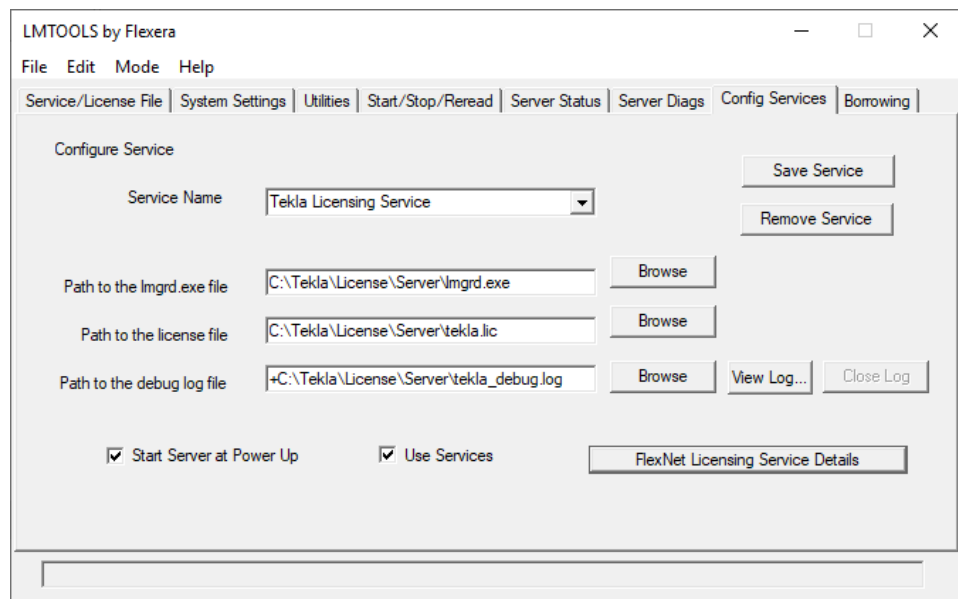 LMTOOLS by Flexera
File Edit Mode Help
Service/License File System Settings Utilities Start/Stop/Reread Server Status Server Diags Config Services Borrowing
Configure Service
Save Service
Service Name Tekla Licensing Service
Remove Service
Path to the lmgrd.exe file C:\Tekla\License\Server\lmgrd.exe Browse
Path to the license file C:\Tekla\License\Server\tekla.lic Browse
Path to the debug log file +C:\Tekla\License\Server\tekla_debug.log Browse View Log... Close Log
Start Server at Power Up Use Services FlexNet Licensing Service Details